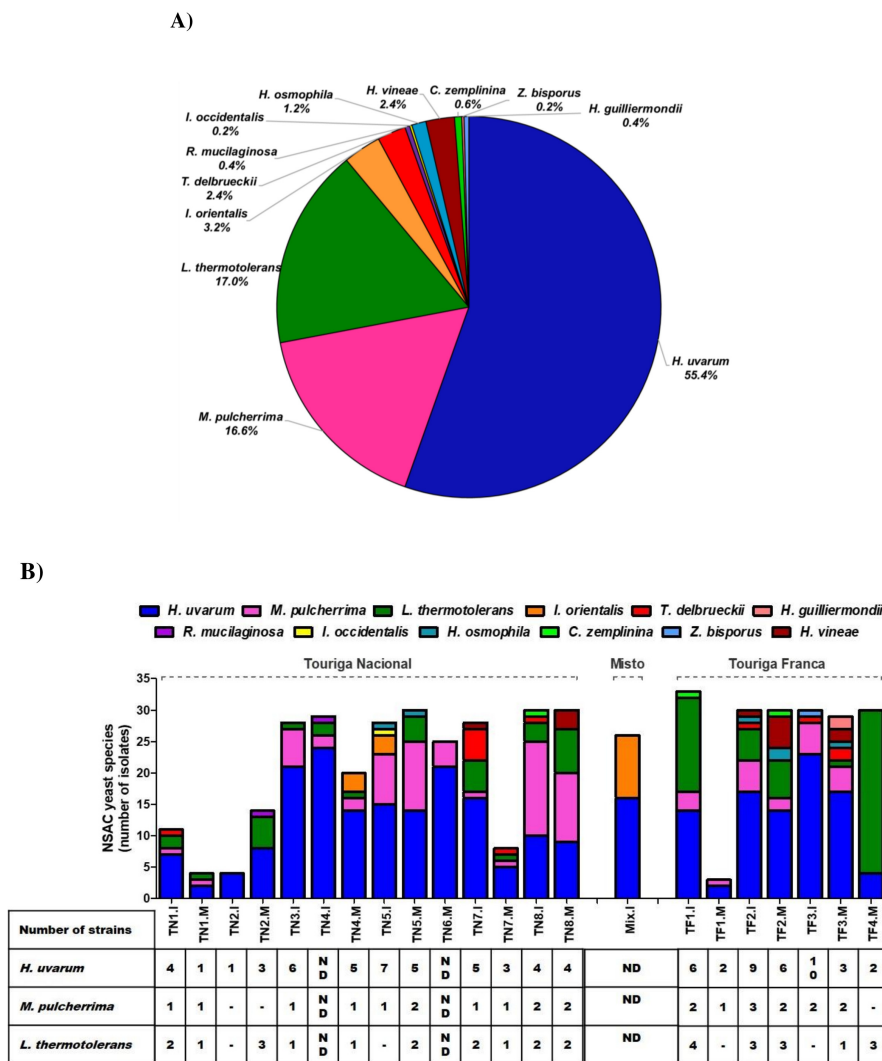 A)
H. vineae
2.4%
C. zemplinina
0.6%
Z. bisporus
0.2%
H. osmophila
1.2%
H. guilliermondii
0.4%
I. occidentalis
0.2%
R. mucilaginosa
0.4%
T. delbrueckii
2.4%
I. orientalis
3.2%
L. thermotolerans
17.0%
H. uvarum
55.4%
M. pulcherrima
16.6%
B)
H. uvarum M. pulcherrima L. thermotolerans I. orientalis T. delbrueckii H. guilliermondii
R. mucilaginosa I. occidentalis H. osmophila C. zemplinina Z. bisporus H. vineae
Touriga Nacional Misto Touriga Franca
NSAC yeast species
(number of isolates)
35
30
25
20
15
10
5
0
Number of strains TN1.I TN1.M TN2.I TN2.M TN3.I TN4.I TN4.M TN5.I TN5.M TN6.M TN7.I TN7.M TN8.I TN8.M Mix.I TF1.I TF1.M TF2.I TF2.M TF3.I TF3.M TF4.M
H. uvarum 4 1 1 3 6 ND 5 7 5 ND 5 3 4 4 ND 6 2 9 6 10 3 2
M. pulcherrima 1 1 - - 1 ND 1 1 2 ND 1 1 2 2 ND 2 1 3 2 2 2 -
L. thermotolerans 2 1 - 3 1 ND 1 - 2 ND 2 1 2 2 ND 4 - 3 3 - 1 3